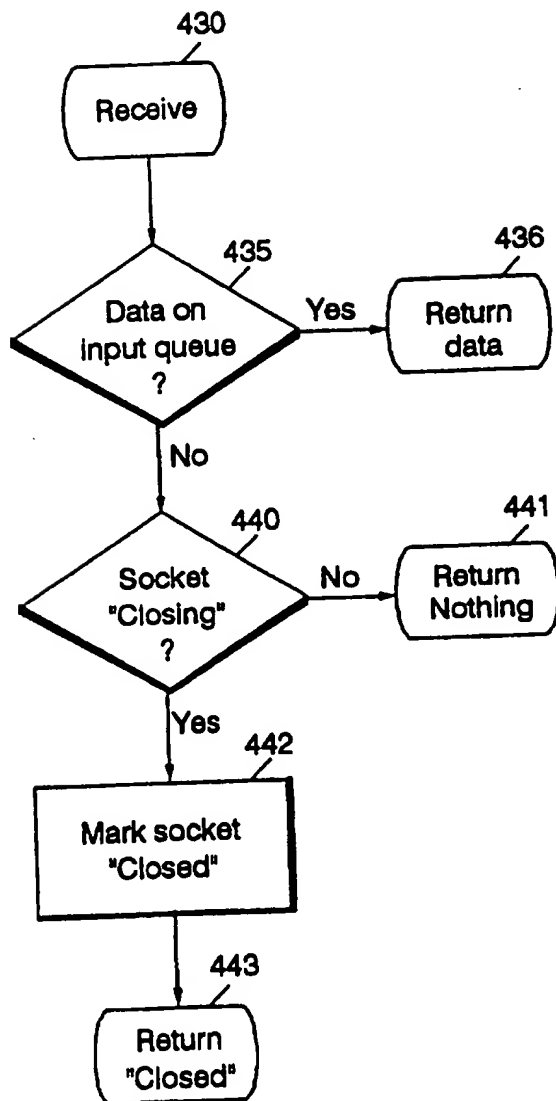 430
Receive
435
Data on
input queue
?
Yes
436
Return
data
No
440
Socket
"Closing"
?
No
441
Return
Nothing
Yes
442
Mark socket
"Closed"
443
Return
"Closed"